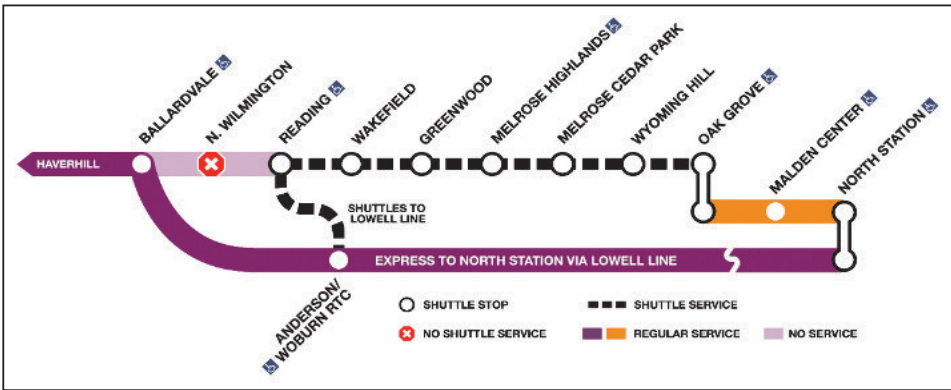 BALLARDVALE
N. WILMINGTON
READING
WAKEFIELD
GREENWOOD
MELROSE HIGHLANDS
MELROSE CEDAR PARK
WYOMING HILL
OAK GROVE
MALDEN CENTER
NORTH STATION
HAVERHILL
SHUTTLES TO
LOWELL LINE
EXPRESS TO NORTH STATION VIA LOWELL LINE
ANDERSON/
WOBURN RTC
SHUTTLE STOP
SHUTTLE SERVICE
NO SHUTTLE SERVICE
REGULAR SERVICE
NO SERVICE